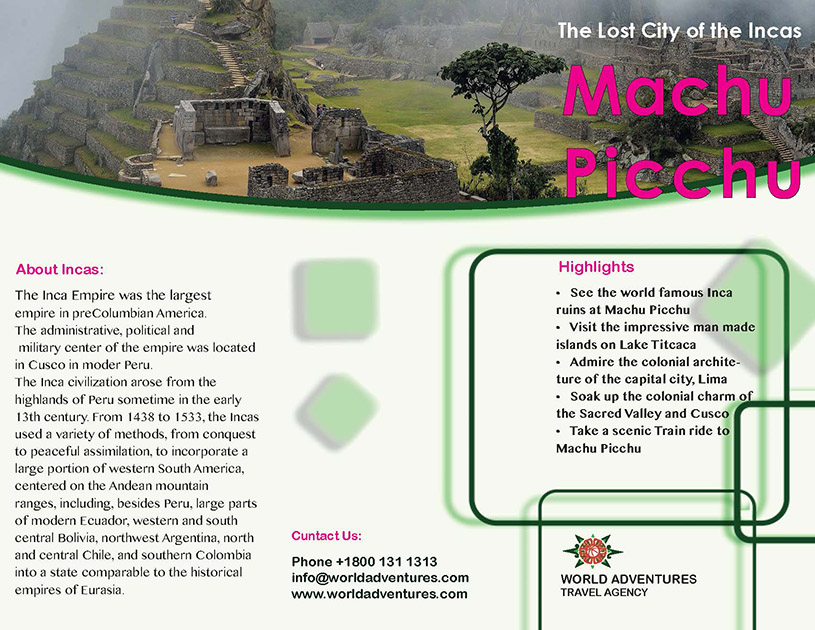 The Lost City of the Incas
Machu
Picchu
About Incas:
The Inca Empire was the largest
empire in preColumbian America.
The administrative, political and
military center of the empire was located
in Cusco in moder Peru.
The Inca civilization arose from the
highlands of Peru sometime in the early
13th century. From 1438 to 1533, the Incas
used a variety of methods, from conquest
to peaceful assimilation, to incorporate a
large portion of western South America,
centered on the Andean mountain
ranges, including, besides Peru, large parts
of modern Ecuador, western and south
central Bolivia, northwest Argentina, north
and central Chile, and southern Colombia
into a state comparable to the historical
empires of Eurasia.
Cuntact Us:
Phone +1800 131 1313
info@worldadventures.com
www.worldadventures.com
Highlights
• See the world famous Inca
ruins at Machu Picchu
• Visit the impressive man made
islands on Lake Titcaca
• Admire the colonial archite-
ture of the capital city, Lima
• Soak up the colonial charm of
the Sacred Valley and Cusco
• Take a scenic Train ride to
Machu Picchu
WORLD ADVENTURES
TRAVEL AGENCY